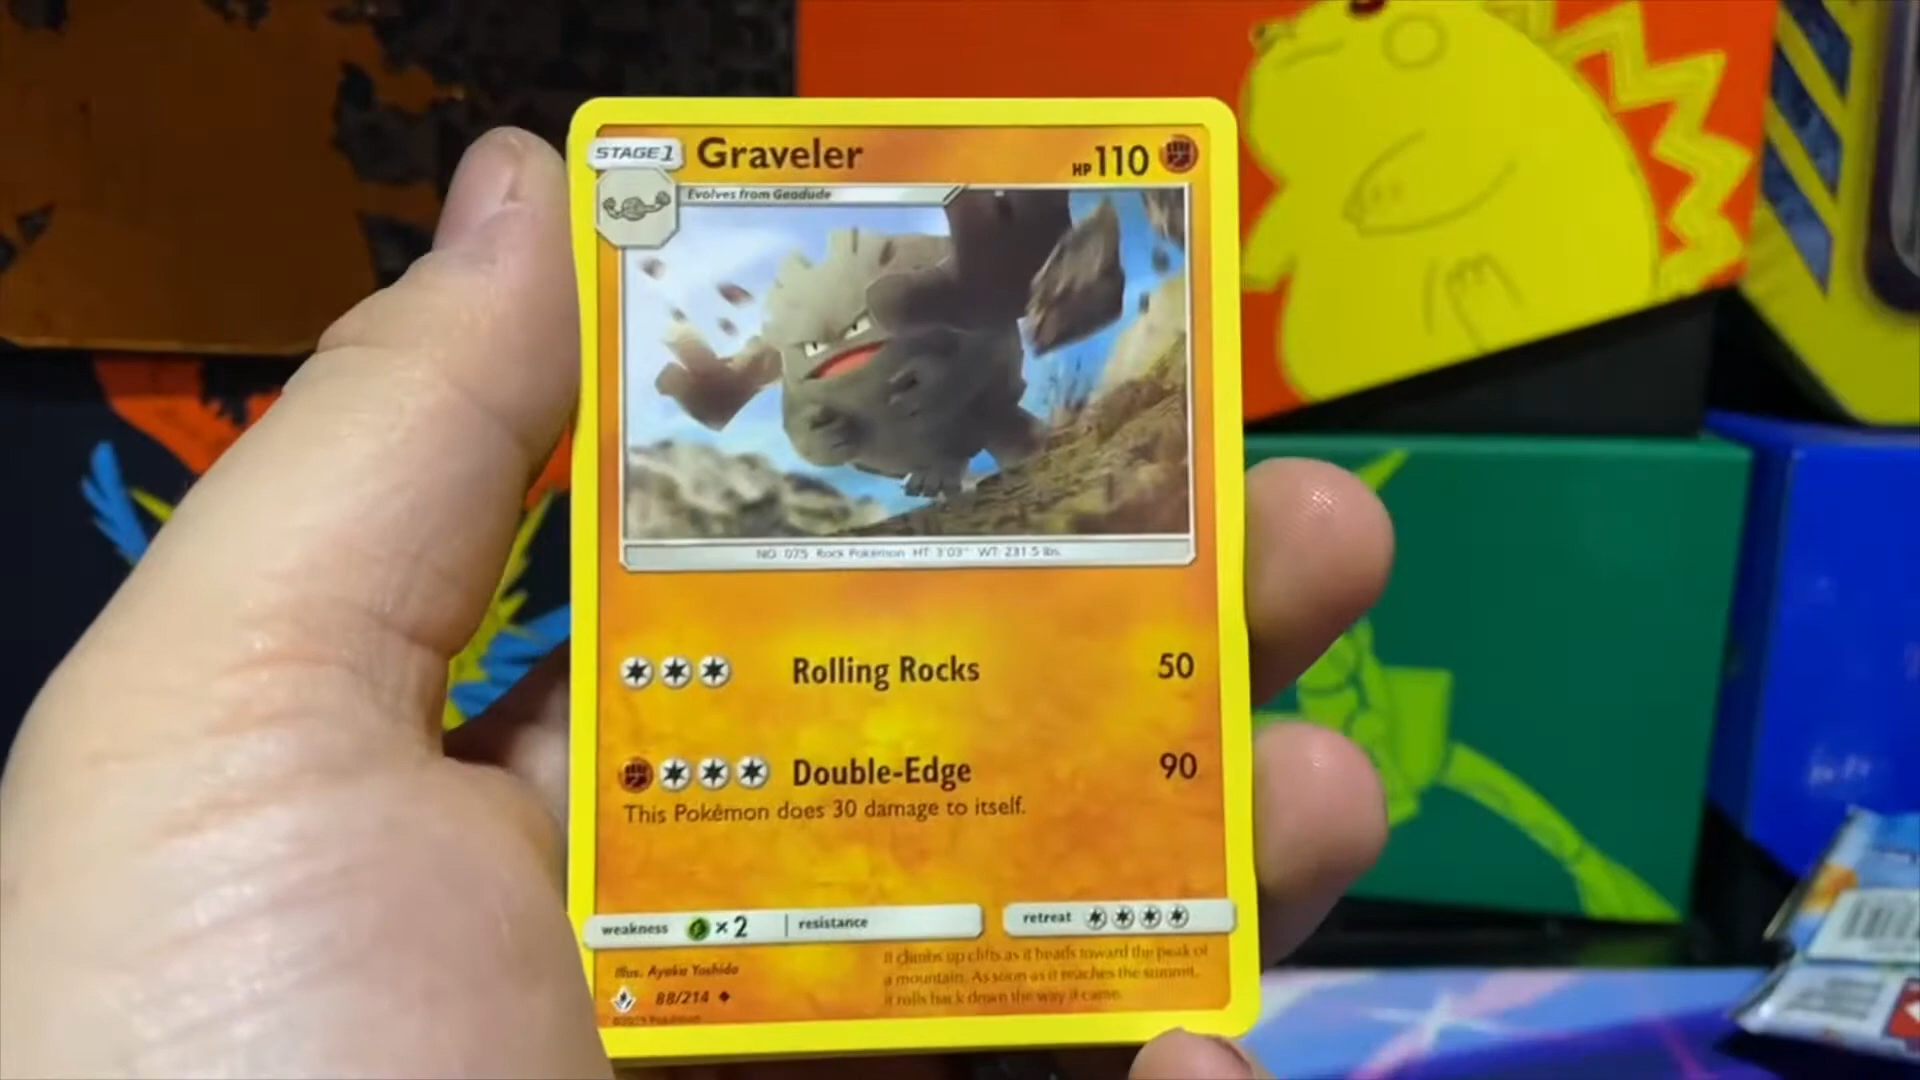 STAGE 1 Graveler HP 110
Evolves from Geodude
NO. 075 Rock Pokémon HT: 3'03" WT: 231.5 lbs.
Rolling Rocks 50
Double-Edge 90
This Pokémon does 30 damage to itself.
weakness ×2 resistance retreat
Illus. Ayaka Yoshida
It climbs up cliffs as it heads toward the peak of
a mountain. As soon as it reaches the summit,
it rolls back down the way it came.
88/214
©2019 Pokémon